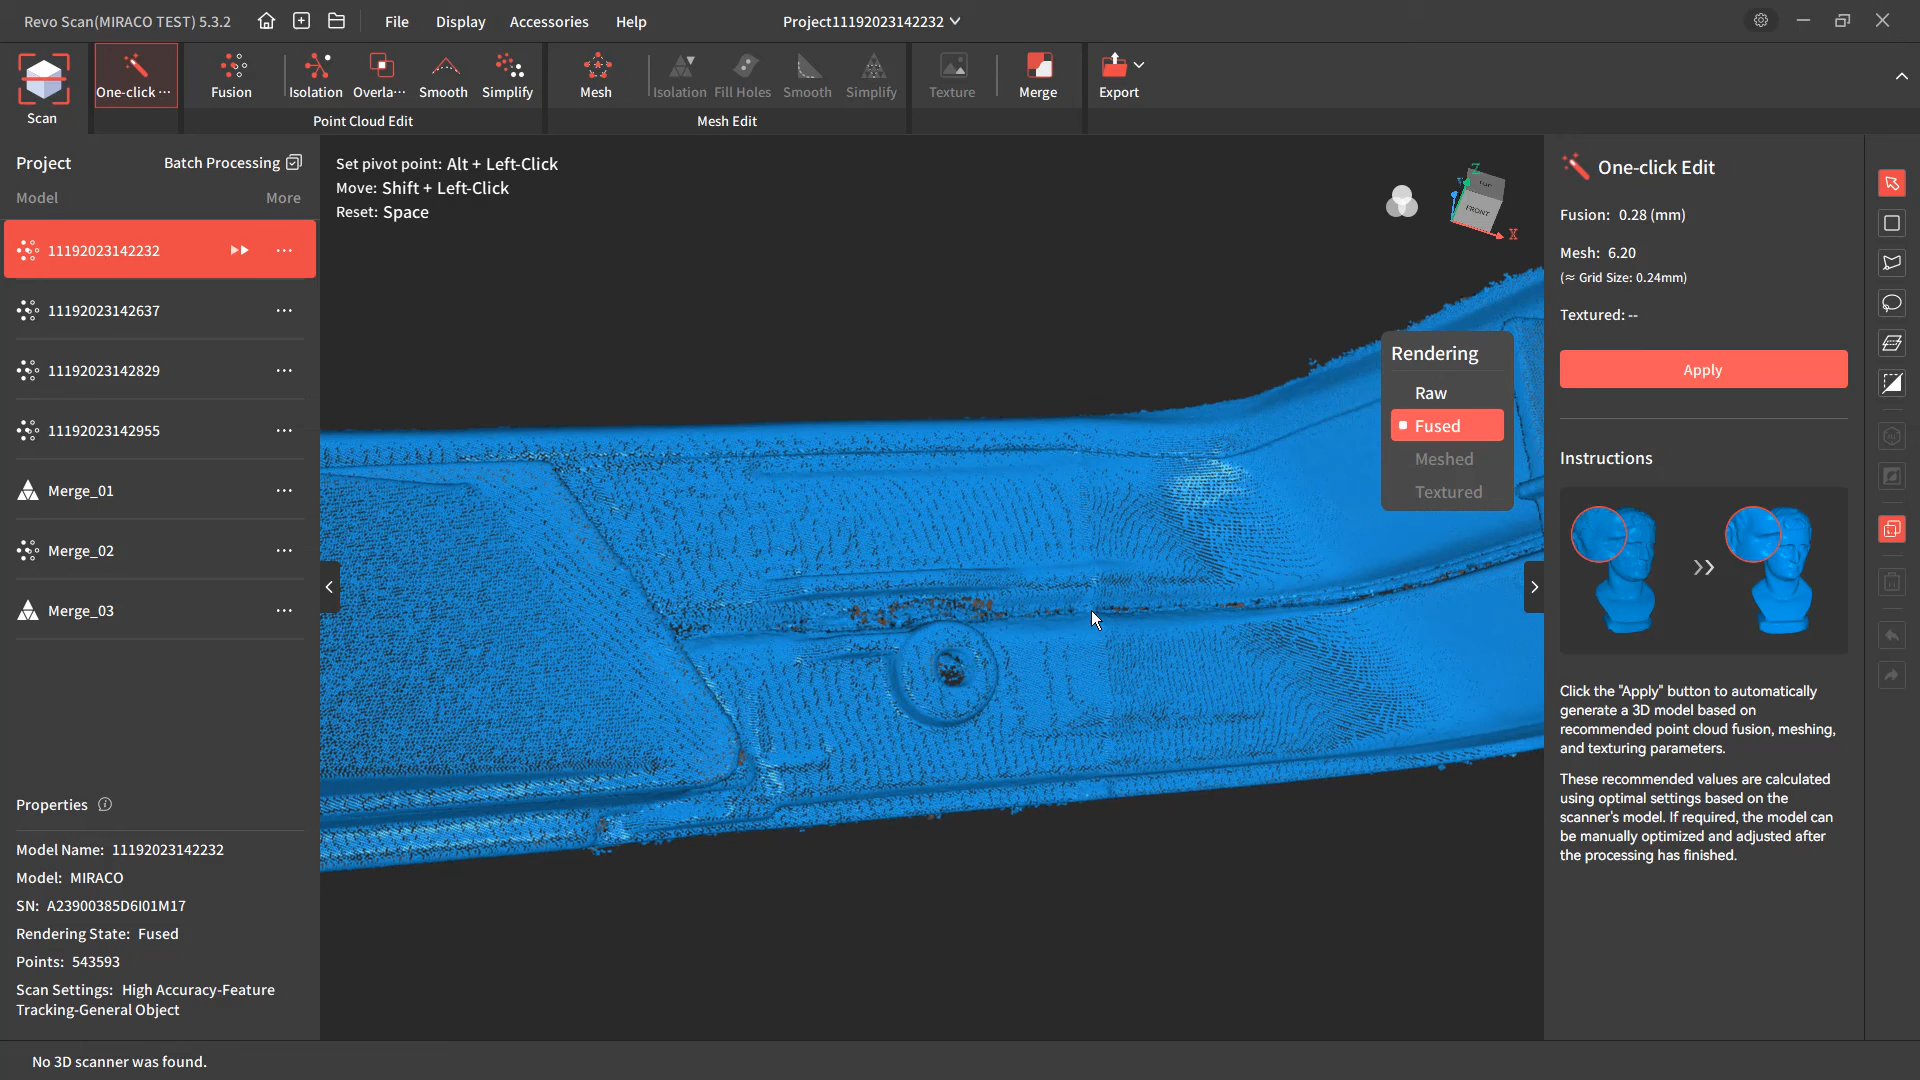 Revo Scan(MIRACO TEST) 5.3.2
File
Display
Accessories
Help
Project11192023142232
Scan
One-click ···
Fusion
Isolation
Overla···
Smooth
Simplify
Point Cloud Edit
Mesh
Isolation
Fill Holes
Smooth
Simplify
Mesh Edit
Texture
Merge
Export
Project
Batch Processing
Model
More
11192023142232
11192023142637
11192023142829
11192023142955
Merge_01
Merge_02
Merge_03
Properties
Model Name: 11192023142232
Model: MIRACO
SN: A23900385D6I01M17
Rendering State: Fused
Points: 543593
Scan Settings: High Accuracy-Feature
Tracking-General Object
No 3D scanner was found.
Set pivot point: Alt + Left-Click
Move: Shift + Left-Click
Reset: Space
Z
Y
TOP
FRONT
X
Rendering
Raw
Fused
Meshed
Textured
One-click Edit
Fusion: 0.28 (mm)
Mesh: 6.20
(≈ Grid Size: 0.24mm)
Textured: --
Apply
Instructions
Click the "Apply" button to automatically
generate a 3D model based on
recommended point cloud fusion, meshing,
and texturing parameters.
These recommended values are calculated
using optimal settings based on the
scanner's model. If required, the model can
be manually optimized and adjusted after
the processing has finished.